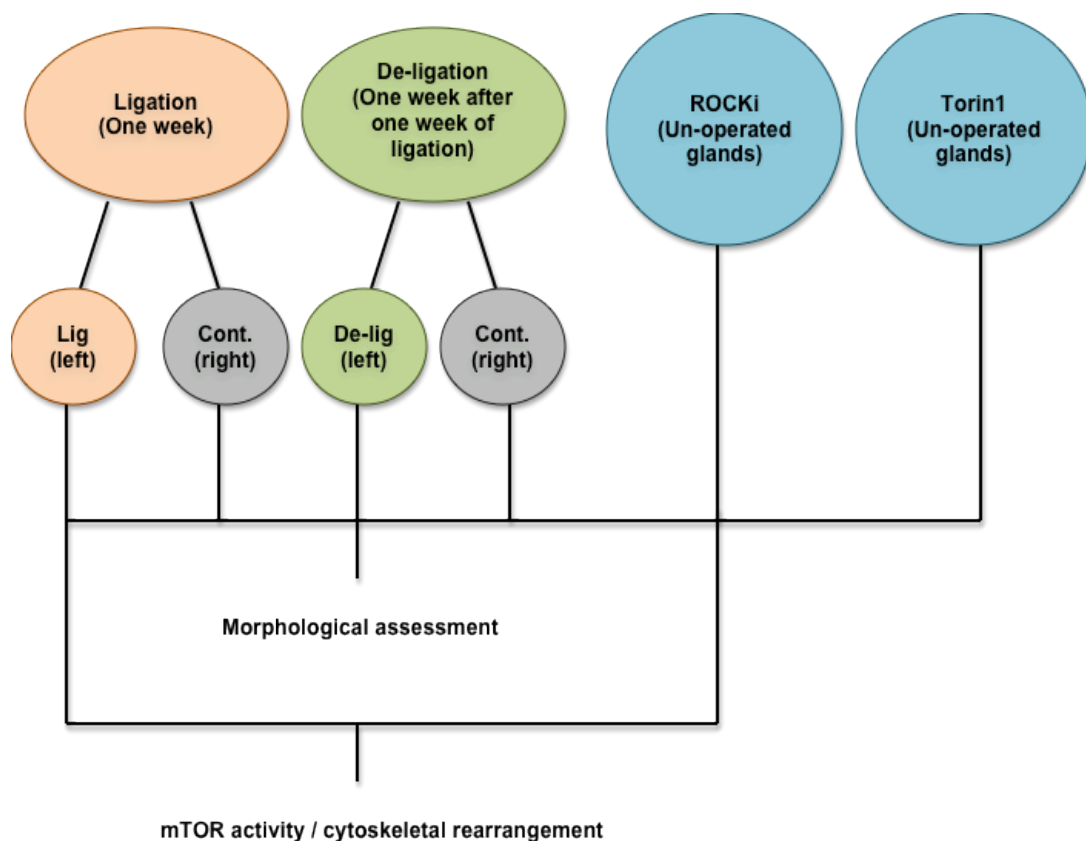 Ligation
(One week)
De-ligation
(One week after
one week of
ligation)
ROCKi
(Un-operated
glands)
Torin1
(Un-operated
glands)
Lig
(left)
Cont.
(right)
De-lig
(left)
Cont.
(right)
Morphological assessment
mTOR activity / cytoskeletal rearrangement